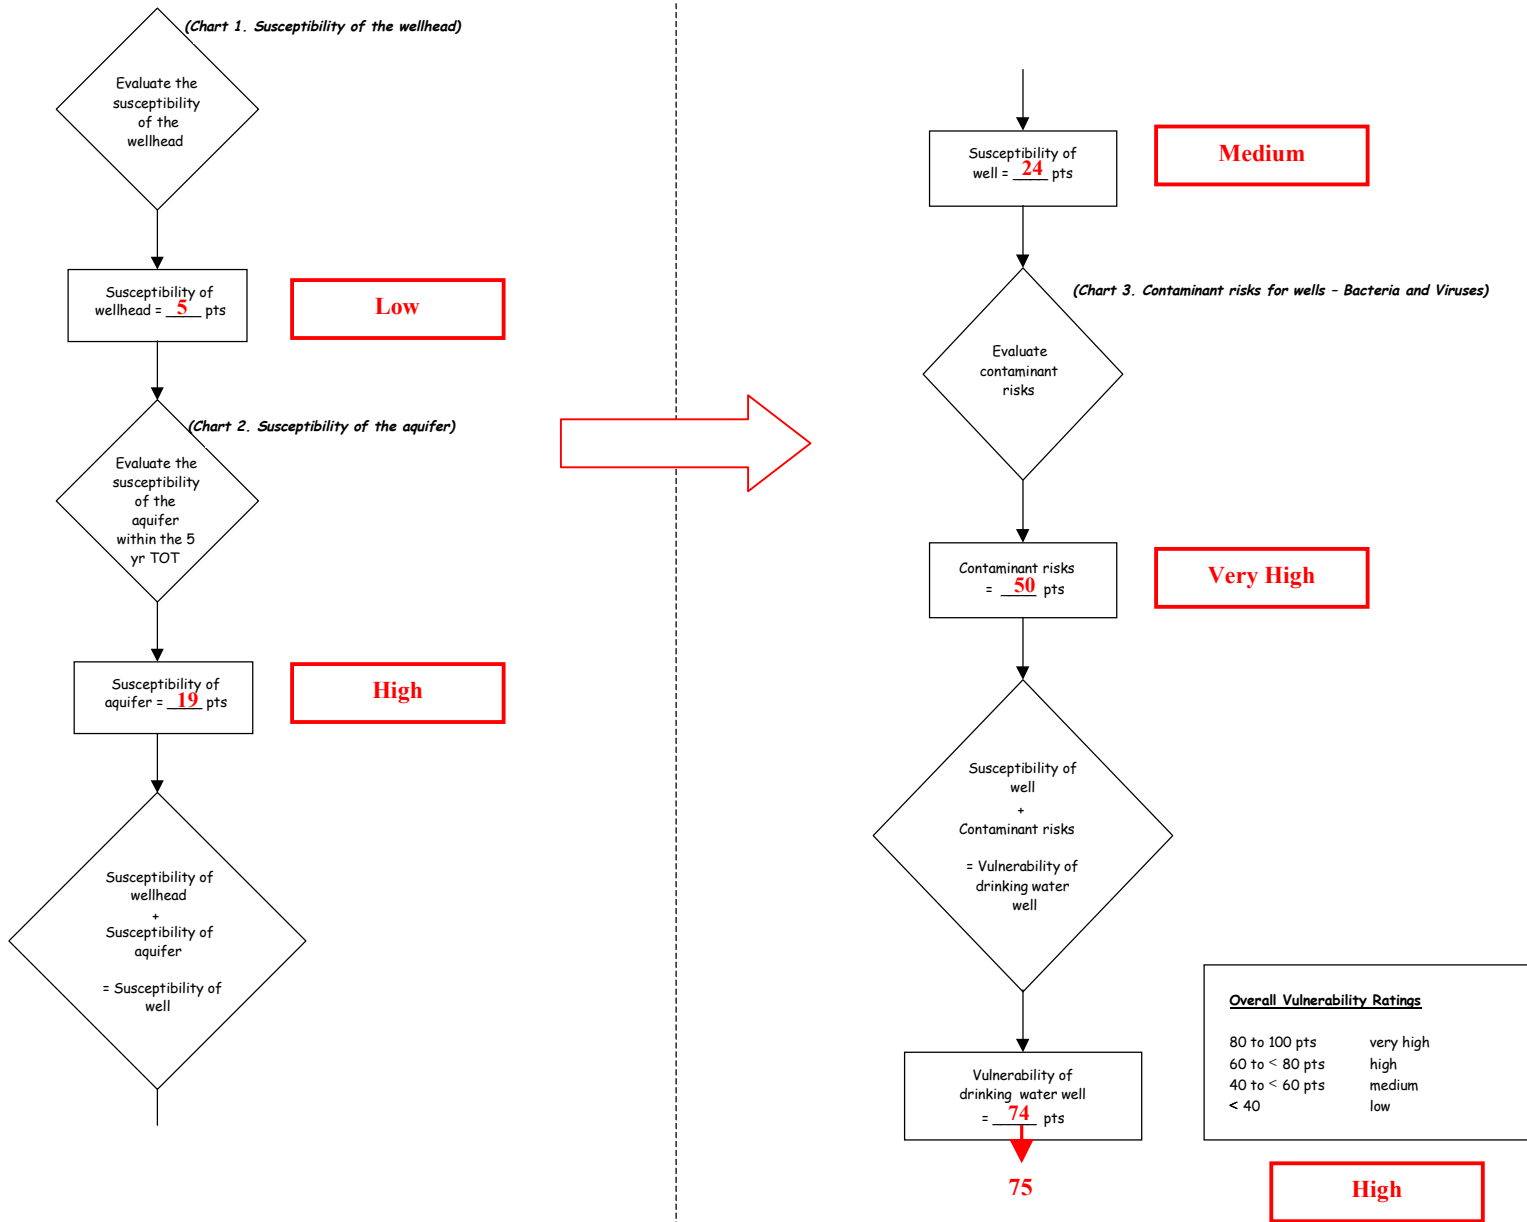 (Chart 1. Susceptibility of the wellhead)
Evaluate the
susceptibility
of the
wellhead
Susceptibility of
wellhead = 5 pts
Low
(Chart 2. Susceptibility of the aquifer)
Evaluate the
susceptibility
of the
aquifer
within the 5
yr TOT
Susceptibility of
aquifer = 19 pts
High
Susceptibility of
wellhead
+
Susceptibility of
aquifer
= Susceptibility of
well
Susceptibility of
well = 24 pts
Medium
(Chart 3. Contaminant risks for wells – Bacteria and Viruses)
Evaluate
contaminant
risks
Contaminant risks
= 50 pts
Very High
Susceptibility of
well
+
Contaminant risks
= Vulnerability of
drinking water
well
Vulnerability of
drinking water well
= 74 pts
75
Overall Vulnerability Ratings
80 to 100 pts very high
60 to < 80 pts high
40 to < 60 pts medium
< 40 low
High